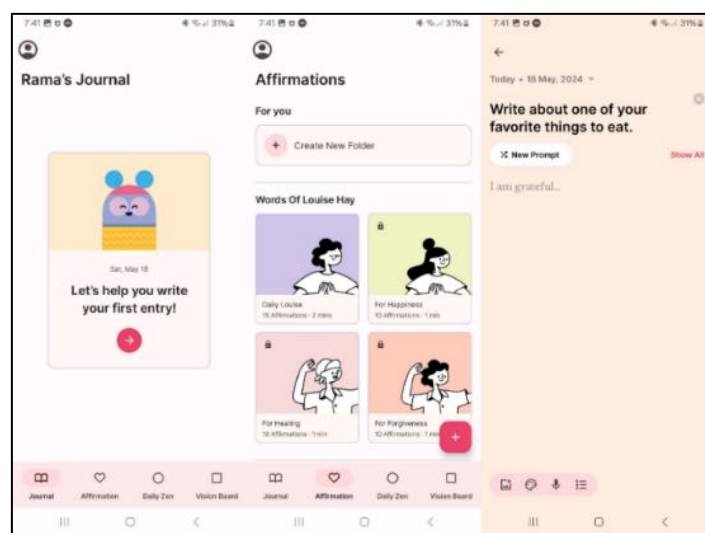 7:41
31%
Rama's Journal
Sat, May 18
Let's help you write
your first entry!
Journal
Affirmation
Daily Zen
Vision Board
7:41
31%
Affirmations
For you
Create New Folder
Words Of Louise Hay
Daily Louise
15 Affirmations · 2 mins
For Happiness
10 Affirmations · 1 min
For Healing
18 Affirmations · 1 min
For Forgiveness
10 Affirmations · 1 min
Journal
Affirmation
Daily Zen
Vision Board
7:41
31%
Today • 18 May, 2024
Write about one of your
favorite things to eat.
New Prompt
Show All
I am grateful...